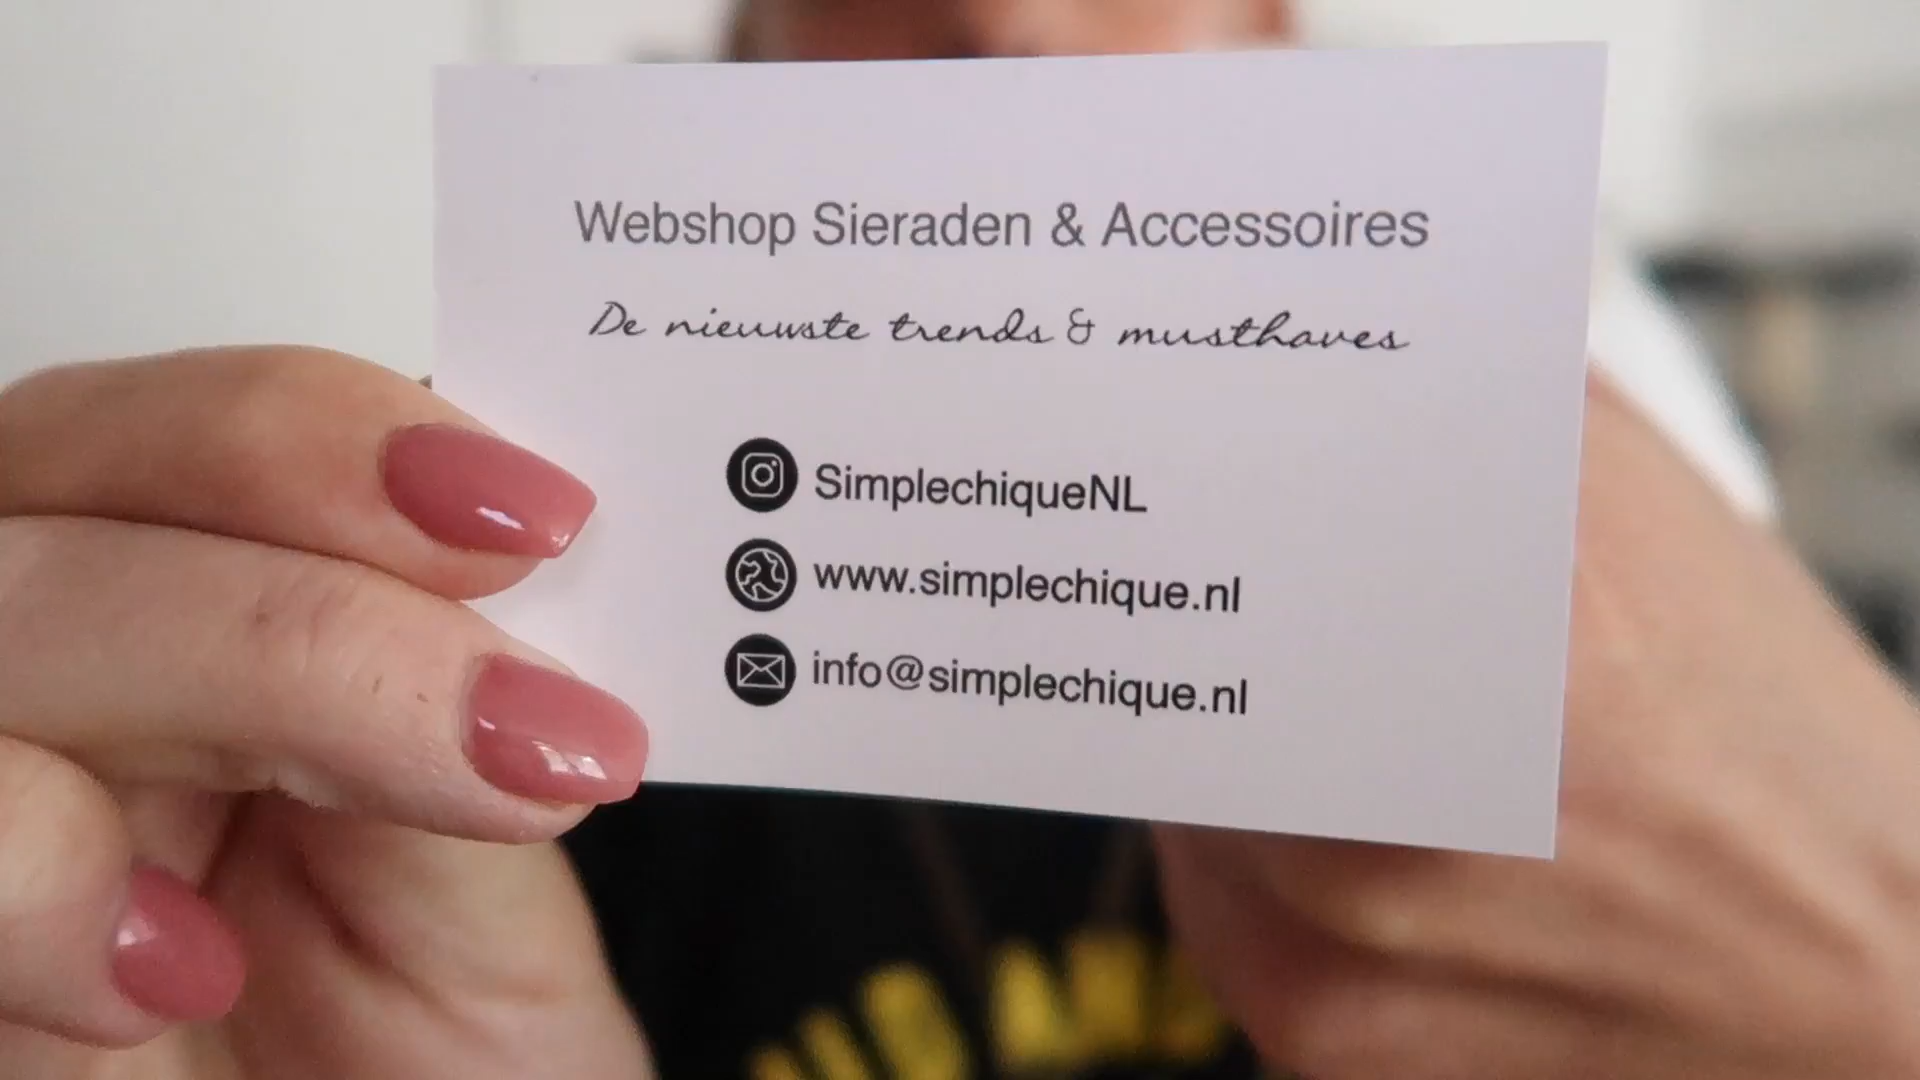 Webshop Sieraden & Accessoires
De nieuwste trends & musthaves
SimplechiqueNL
www.simplechique.nl
info@simplechique.nl